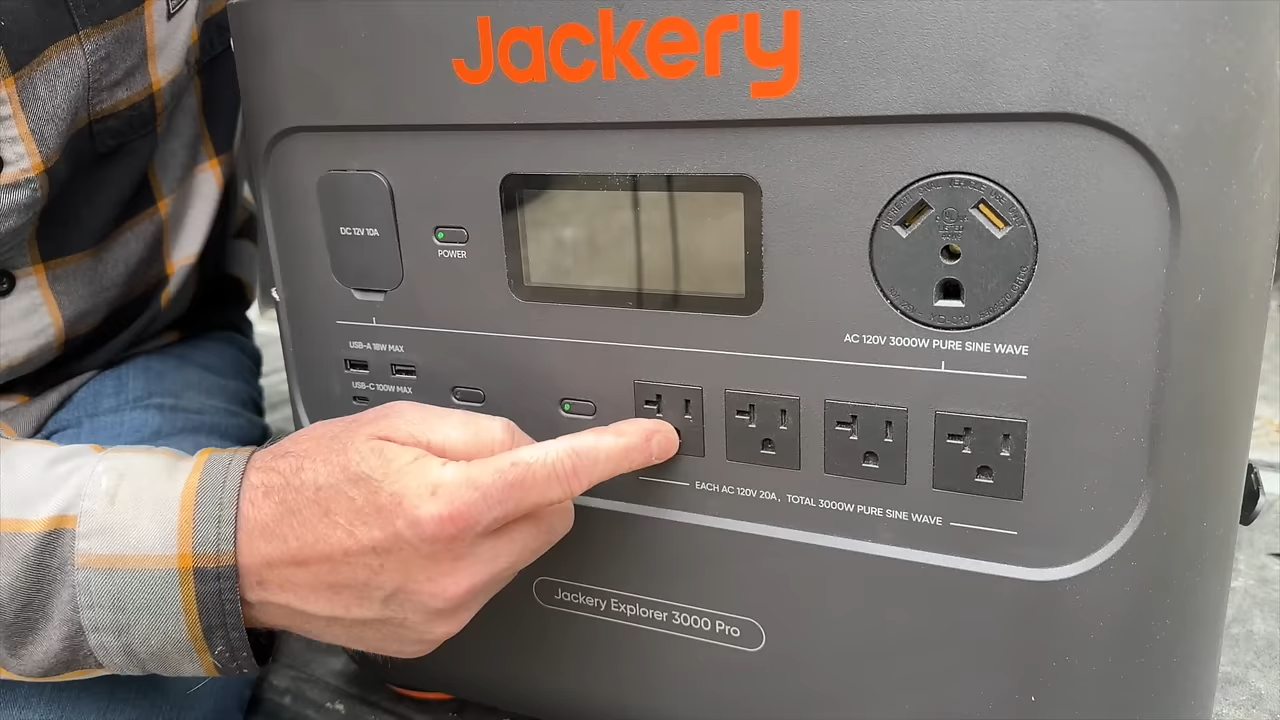 Jackery
DC 12V 10A
POWER
LISTED
AC 120V 3000W PURE SINE WAVE
USB-A 18W MAX
USB-C 100W MAX
EACH AC 120V 20A, TOTAL 3000W PURE SINE WAVE
Jackery Explorer 3000 Pro